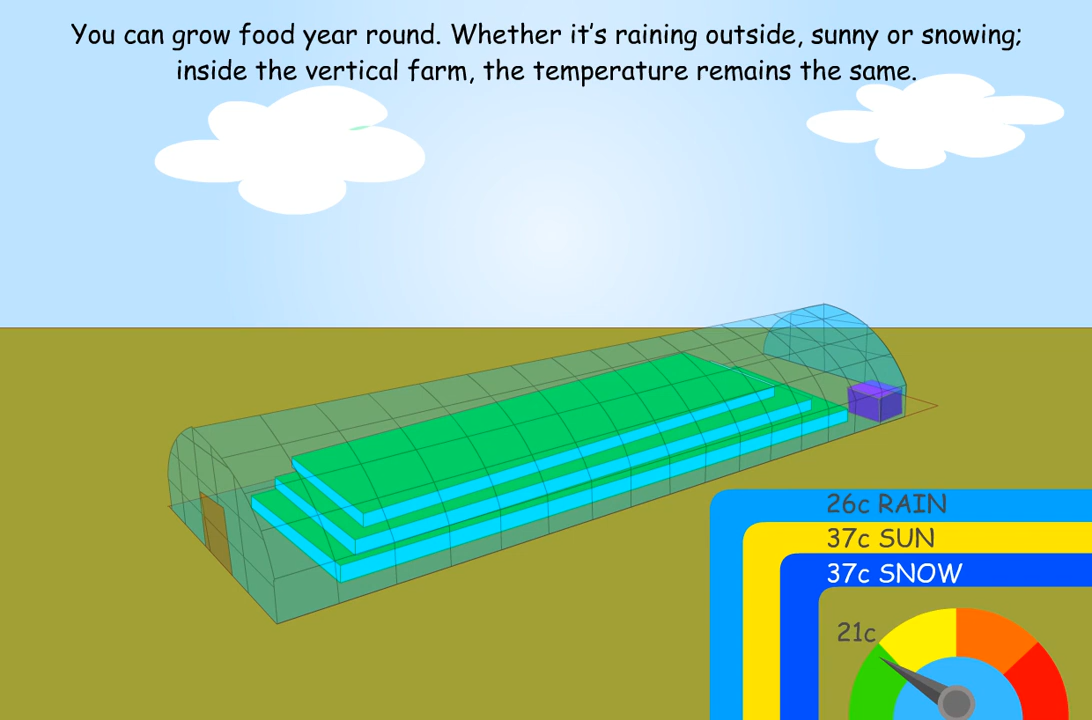 You can grow food year round. Whether it's raining outside, sunny or snowing;
inside the vertical farm, the temperature remains the same.
26c RAIN
37c SUN
37c SNOW
21c